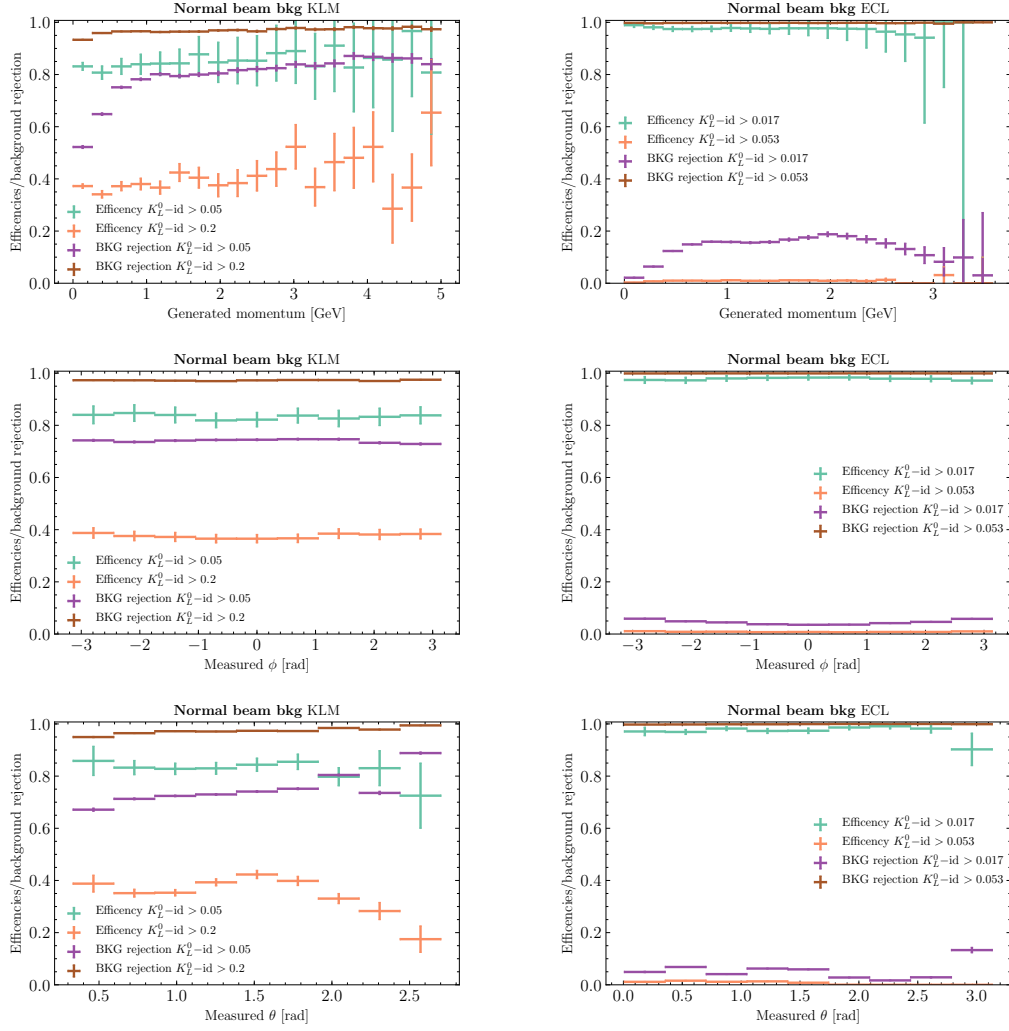 Normal beam bkg KLM
Efficiencies/background rejection
1.0
0.8
0.6
0.4
0.2
0.0
Efficency K_L^0−id > 0.05
Efficency K_L^0−id > 0.2
BKG rejection K_L^0−id > 0.05
BKG rejection K_L^0−id > 0.2
0 1 2 3 4 5
Generated momentum [GeV]
Normal beam bkg ECL
Efficiencies/background rejection
1.0
0.8
0.6
0.4
0.2
0.0
Efficency K_L^0−id > 0.017
Efficency K_L^0−id > 0.053
BKG rejection K_L^0−id > 0.017
BKG rejection K_L^0−id > 0.053
0 1 2 3
Generated momentum [GeV]
Normal beam bkg KLM
Efficiencies/background rejection
1.0
0.8
0.6
0.4
0.2
0.0
Efficency K_L^0−id > 0.05
Efficency K_L^0−id > 0.2
BKG rejection K_L^0−id > 0.05
BKG rejection K_L^0−id > 0.2
−3 −2 −1 0 1 2 3
Measured ϕ [rad]
Normal beam bkg ECL
Efficiencies/background rejection
1.0
0.8
0.6
0.4
0.2
0.0
Efficency K_L^0−id > 0.017
Efficency K_L^0−id > 0.053
BKG rejection K_L^0−id > 0.017
BKG rejection K_L^0−id > 0.053
−3 −2 −1 0 1 2 3
Measured ϕ [rad]
Normal beam bkg KLM
Efficiencies/background rejection
1.0
0.8
0.6
0.4
0.2
0.0
Efficency K_L^0−id > 0.05
Efficency K_L^0−id > 0.2
BKG rejection K_L^0−id > 0.05
BKG rejection K_L^0−id > 0.2
0.5 1.0 1.5 2.0 2.5
Measured θ [rad]
Normal beam bkg ECL
Efficiencies/background rejection
1.0
0.8
0.6
0.4
0.2
0.0
Efficency K_L^0−id > 0.017
Efficency K_L^0−id > 0.053
BKG rejection K_L^0−id > 0.017
BKG rejection K_L^0−id > 0.053
0.0 0.5 1.0 1.5 2.0 2.5 3.0
Measured θ [rad]